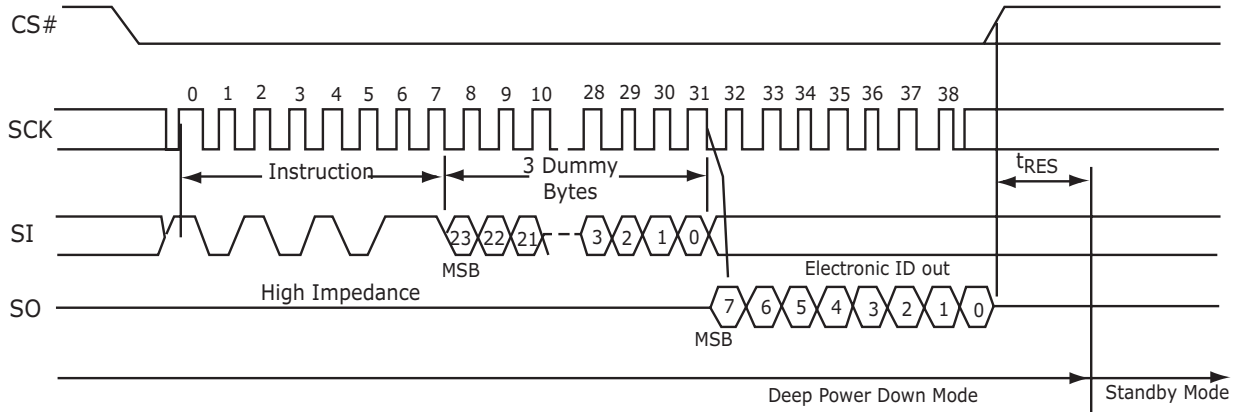 CS#
0 1 2 3 4 5 6 7 8 9 10 28 29 30 31 32 33 34 35 36 37 38
SCK
Instruction
3 Dummy
Bytes
tRES
SI
23 22 21 3 2 1 0
MSB
Electronic ID out
High Impedance
SO
7 6 5 4 3 2 1 0
MSB
Deep Power Down Mode
Standby Mode